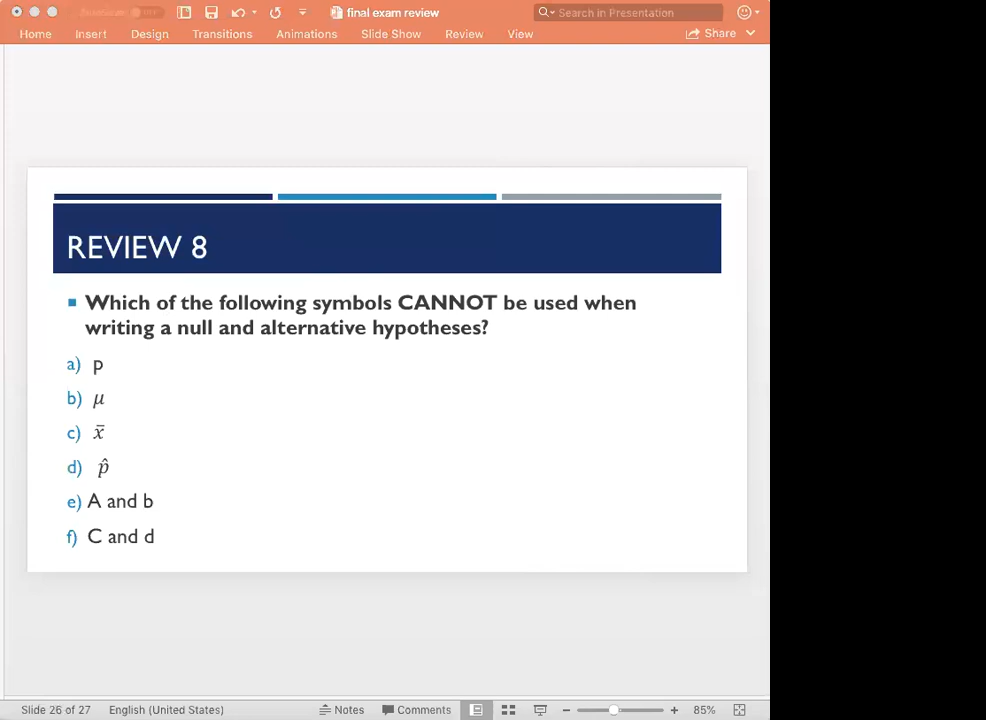 final exam review
Search in Presentation
Home Insert Design Transitions Animations Slide Show Review View Share
REVIEW 8
Which of the following symbols CANNOT be used when
writing a null and alternative hypotheses?
a) p
b) μ
c) x̄
d) p̂
e) A and b
f) C and d
Slide 26 of 27 English (United States) Notes Comments 85%